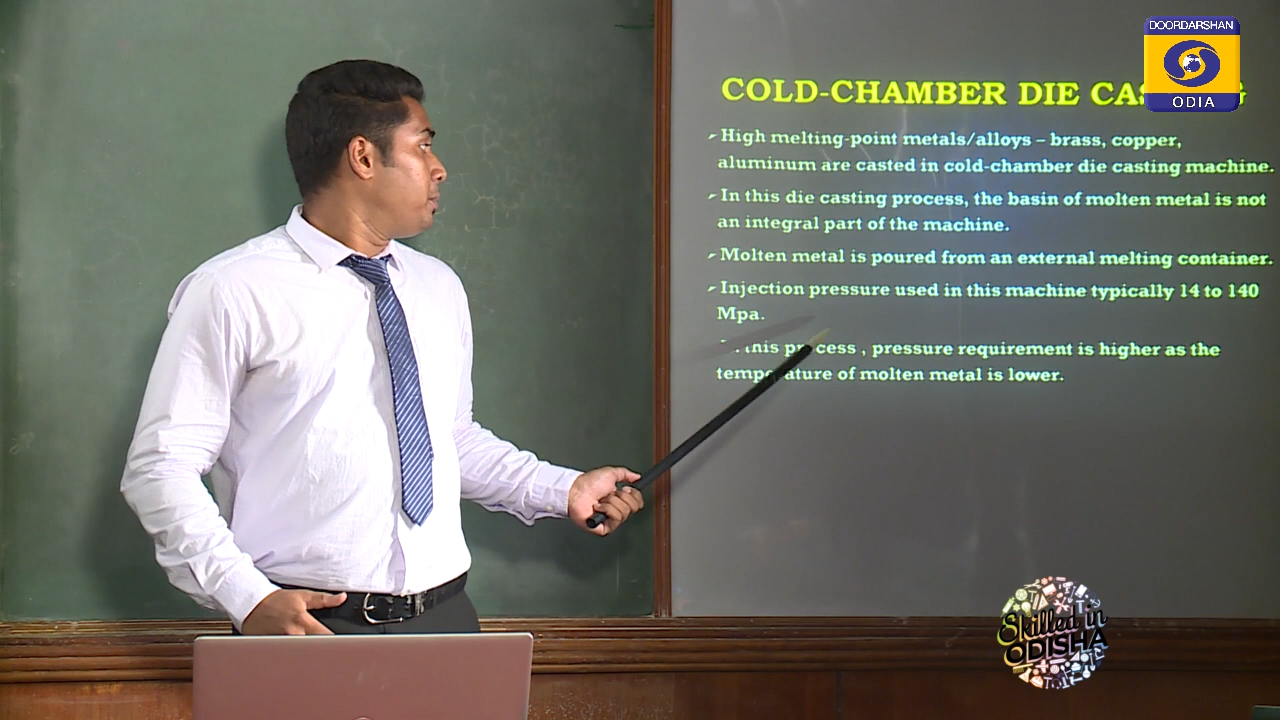 DOORDARSHAN
ODIA
COLD-CHAMBER DIE
High melting-point metals/alloys – brass, copper,
aluminum are casted in cold-chamber die casting machine.
In this die casting process, the basin of molten metal is not
an integral part of the machine.
Molten metal is poured from an external melting container.
Injection pressure used in this machine typically 14 to 140
Mpa.
this process , pressure requirement is higher as the
temperature of molten metal is lower.
Skilled in
ODISHA